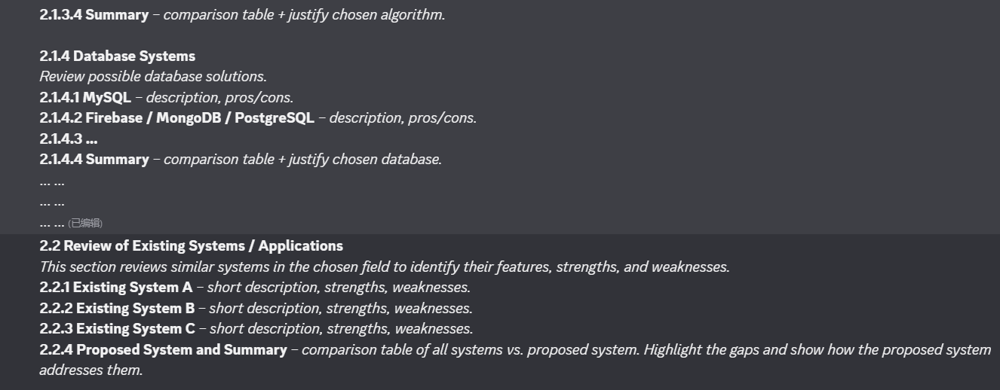 2.1.3.4 Summary – comparison table + justify chosen algorithm.
2.1.4 Database Systems
Review possible database solutions.
2.1.4.1 MySQL – description, pros/cons.
2.1.4.2 Firebase / MongoDB / PostgreSQL – description, pros/cons.
2.1.4.3 ...
2.1.4.4 Summary – comparison table + justify chosen database.
... ...
... ...
... ... (已编辑)
2.2 Review of Existing Systems / Applications
This section reviews similar systems in the chosen field to identify their features, strengths, and weaknesses.
2.2.1 Existing System A – short description, strengths, weaknesses.
2.2.2 Existing System B – short description, strengths, weaknesses.
2.2.3 Existing System C – short description, strengths, weaknesses.
2.2.4 Proposed System and Summary – comparison table of all systems vs. proposed system. Highlight the gaps and show how the proposed system
addresses them.